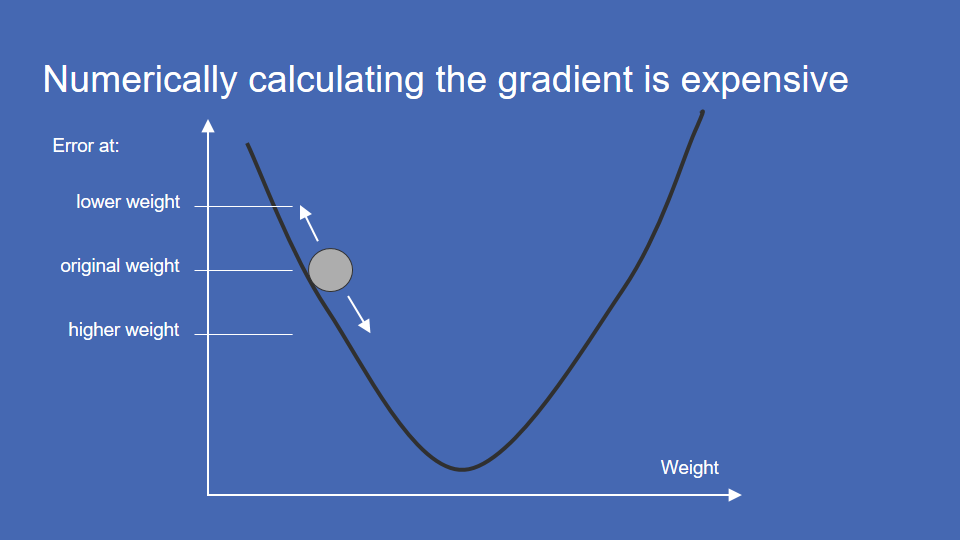 Numerically calculating the gradient is expensive
Error at:
lower weight
original weight
higher weight
Weight